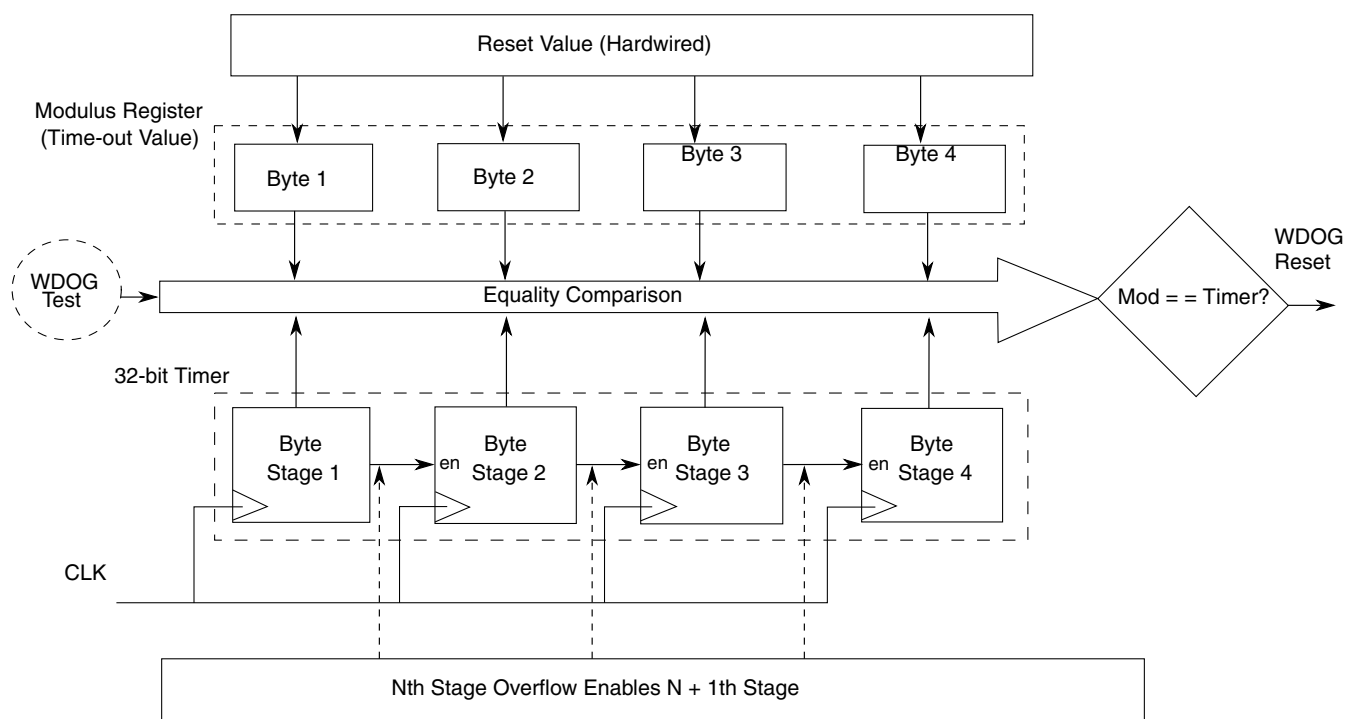 Reset Value (Hardwired)
Modulus Register
(Time-out Value)
Byte 1
Byte 2
Byte 3
Byte 4
WDOG
Test
Equality Comparison
Mod = = Timer?
WDOG
Reset
32-bit Timer
Byte
Stage 1
en
Byte
Stage 2
en
Byte
Stage 3
en
Byte
Stage 4
CLK
Nth Stage Overflow Enables N + 1th Stage